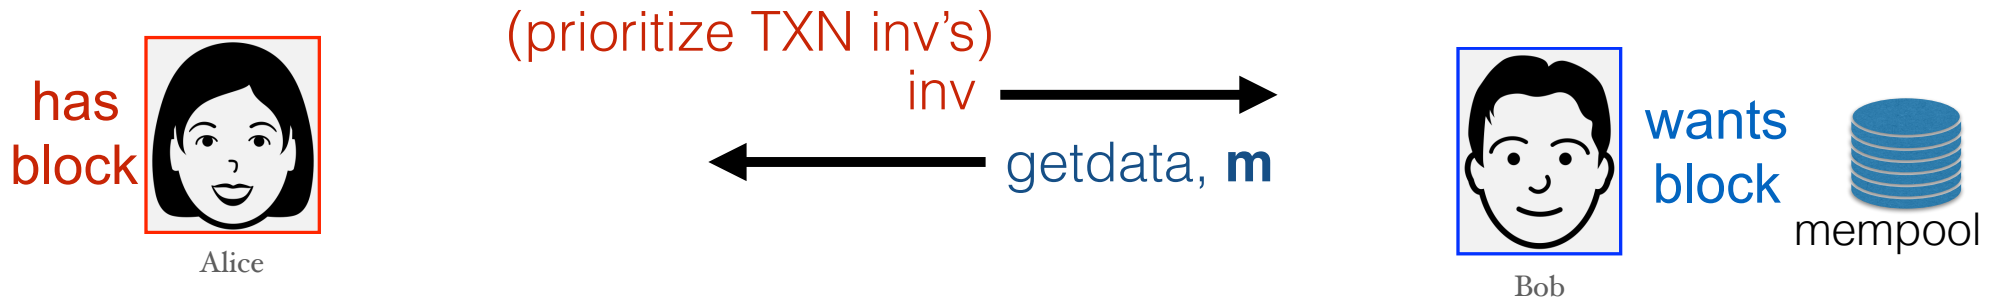 (prioritize TXN inv's)
has
block
inv
getdata, m
wants
block
mempool
Alice
Bob